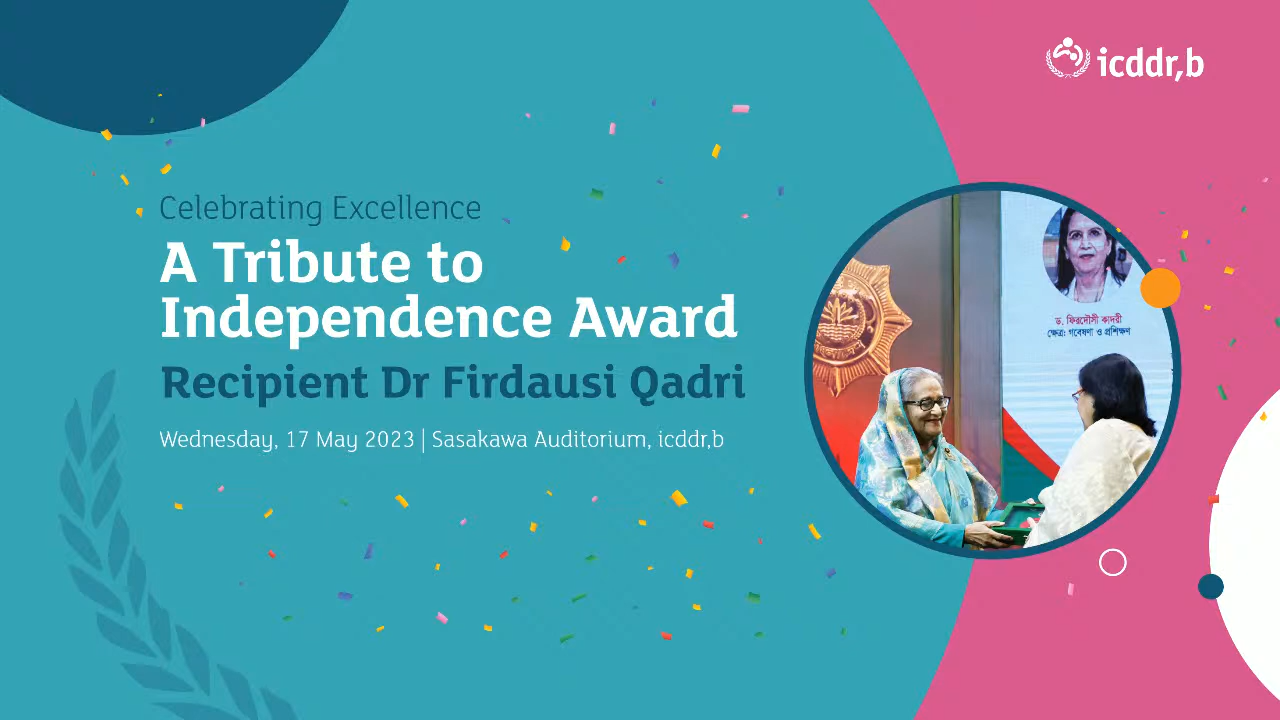 icddr,b
Celebrating Excellence
A Tribute to
Independence Award
Recipient Dr Firdausi Qadri
Wednesday, 17 May 2023 | Sasakawa Auditorium, icddr,b
ড. ফিরদৌসী কাদরী
ক্ষেত্র: গবেষণা ও প্রশিক্ষণ